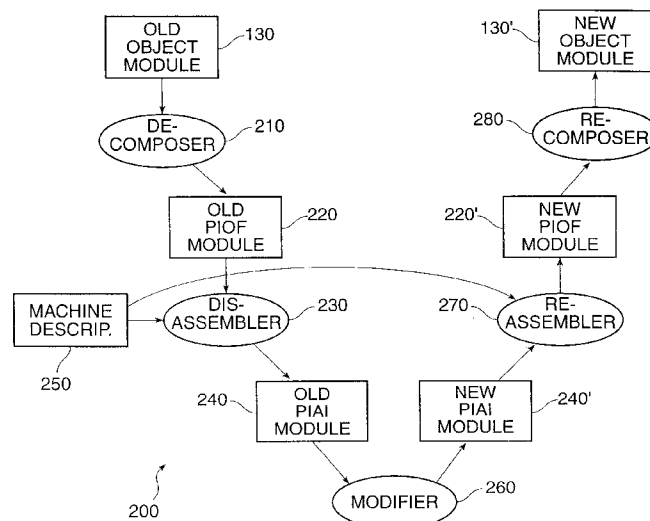 OLD
OBJECT
MODULE
130
130'
NEW
OBJECT
MODULE
DE-
COMPOSER
210
280
RE-
COMPOSER
OLD
PIOF
MODULE
220
220'
NEW
PIOF
MODULE
MACHINE
DESCRIP.
250
DIS-
ASSEMBLER
230
270
RE-
ASSEMBLER
240
OLD
PIAI
MODULE
NEW
PIAI
MODULE
240'
200
MODIFIER
260